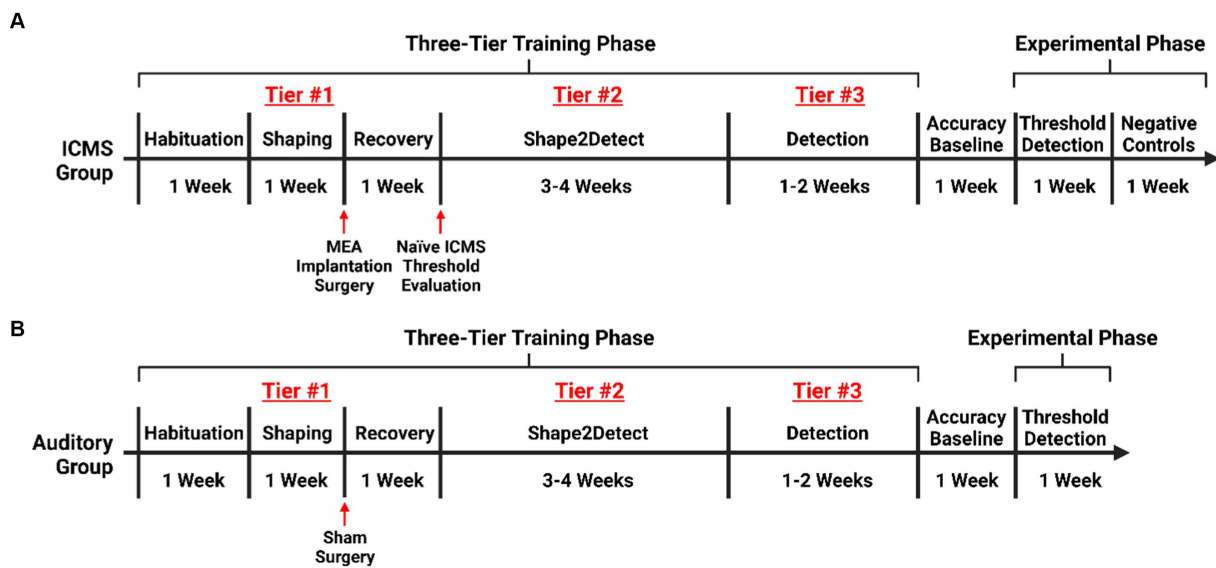 A
Three-Tier Training Phase
Experimental Phase
Tier #1
Tier #2
Tier #3
ICMS
Group
Habituation
Shaping
Recovery
Shape2Detect
Detection
Accuracy
Baseline
Threshold
Detection
Negative
Controls
1 Week
1 Week
1 Week
3-4 Weeks
1-2 Weeks
1 Week
1 Week
1 Week
MEA
Implantation
Surgery
Naïve ICMS
Threshold
Evaluation
B
Three-Tier Training Phase
Experimental Phase
Tier #1
Tier #2
Tier #3
Auditory
Group
Habituation
Shaping
Recovery
Shape2Detect
Detection
Accuracy
Baseline
Threshold
Detection
1 Week
1 Week
1 Week
3-4 Weeks
1-2 Weeks
1 Week
1 Week
Sham
Surgery